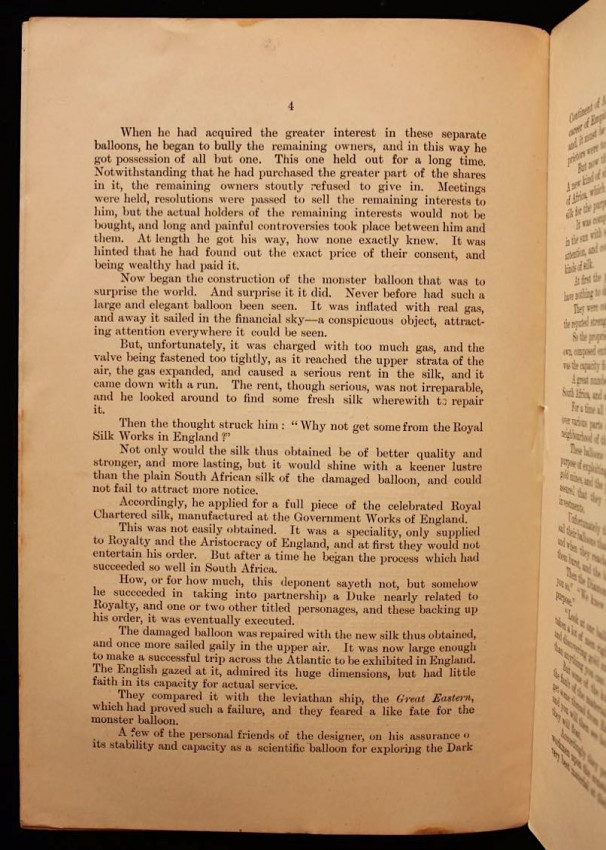 4
When he had acquired the greater interest in these separate
balloons, he began to bully the remaining owners, and in this way he
got possession of all but one. This one held out for a long time.
Notwithstanding that he had purchased the greater part of the shares
in it, the remaining owners stoutly refused to give in. Meetings
were held, resolutions were passed to sell the remaining interests to
him, but the actual holders of the remaining interests would not be
bought, and long and painful controversies took place between him and
them. At length he got his way, how none exactly knew. It was
hinted that he had found out the exact price of their consent, and
being wealthy had paid it.
Now began the construction of the monster balloon that was to
surprise the world. And surprise it it did. Never before had such a
large and elegant balloon been seen. It was inflated with real gas,
and away it sailed in the financial sky—a conspicuous object, attract-
ing attention everywhere it could be seen.
But, unfortunately, it was charged with too much gas, and the
valve being fastened too tightly, as it reached the upper strata of the
air, the gas expanded, and caused a serious rent in the silk, and it
came down with a run. The rent, though serious, was not irreparable,
and he looked around to find some fresh silk wherewith to repair
it.
Then the thought struck him : “ Why not get some from the Royal
Silk Works in England ?”
Not only would the silk thus obtained be of better quality and
stronger, and more lasting, but it would shine with a keener lustre
than the plain South African silk of the damaged balloon, and could
not fail to attract more notice.
Accordingly, he applied for a full piece of the celebrated Royal
Chartered silk, manufactured at the Government Works of England.
This was not easily obtained. It was a speciality, only supplied
to Royalty and the Aristocracy of England, and at first they would not
entertain his order. But after a time he began the process which had
succeeded so well in South Africa.
How, or for how much, this deponent sayeth not, but somehow
he succceded in taking into partnership a Duke nearly related to
Royalty, and one or two other titled personages, and these backing up
his order, it was eventually executed.
The damaged balloon was repaired with the new silk thus obtained,
and once more sailed gaily in the upper air. It was now large enough
to make a successful trip across the Atlantic to be exhibited in England.
The English gazed at it, admired its huge dimensions, but had little
faith in its capacity for actual service.
They compared it with the leviathan ship, the Great Eastern,
which had proved such a failure, and they feared a like fate for the
monster balloon.
A few of the personal friends of the designer, on his assurance o
its stability and capacity as a scientific balloon for exploring the Dark